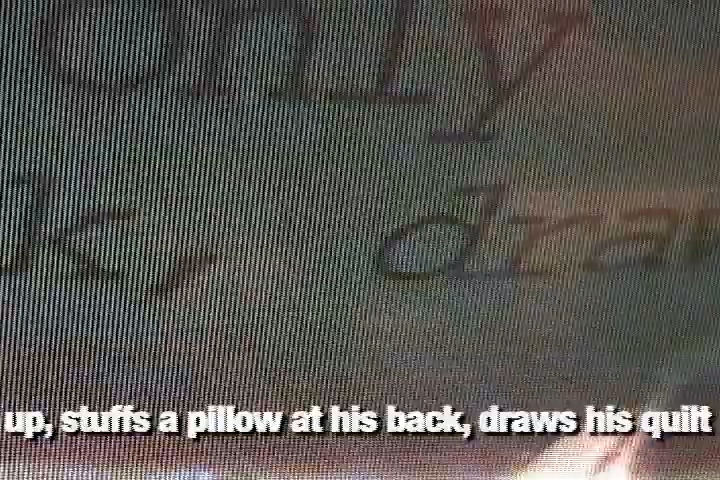 only
k, dra
up, stuffs a pillow at his back, draws his quilt